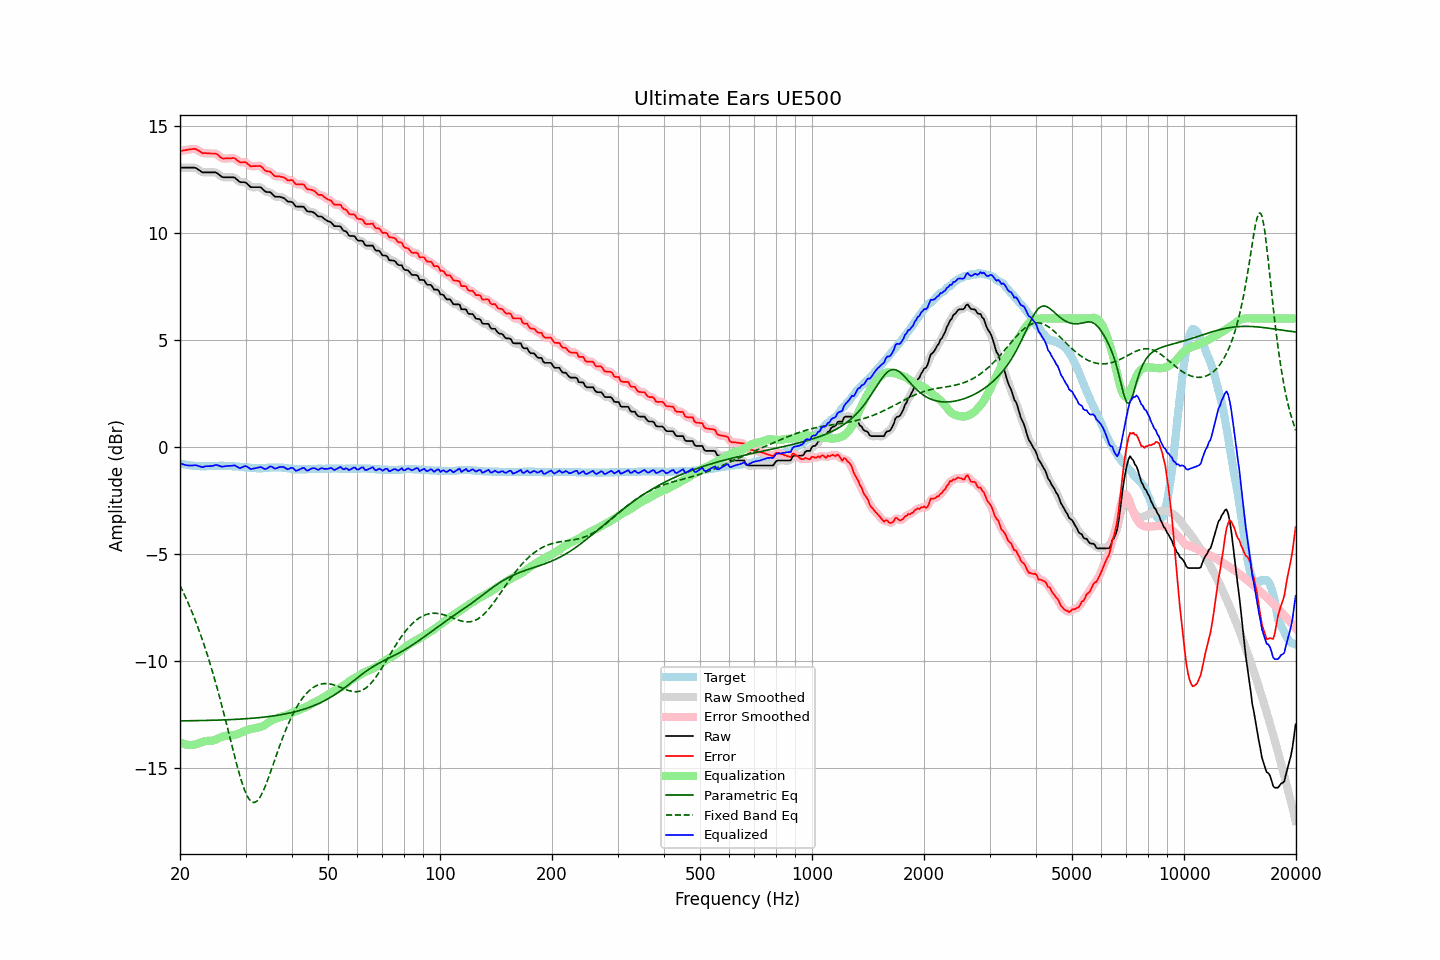 Ultimate Ears UE500
15
10
5
0
−5
−10
−15
Amplitude (dBr)
Target
Raw Smoothed
Error Smoothed
Raw
Error
Equalization
Parametric Eq
Fixed Band Eq
Equalized
20 50 100 200 500 1000 2000 5000 10000 20000
Frequency (Hz)